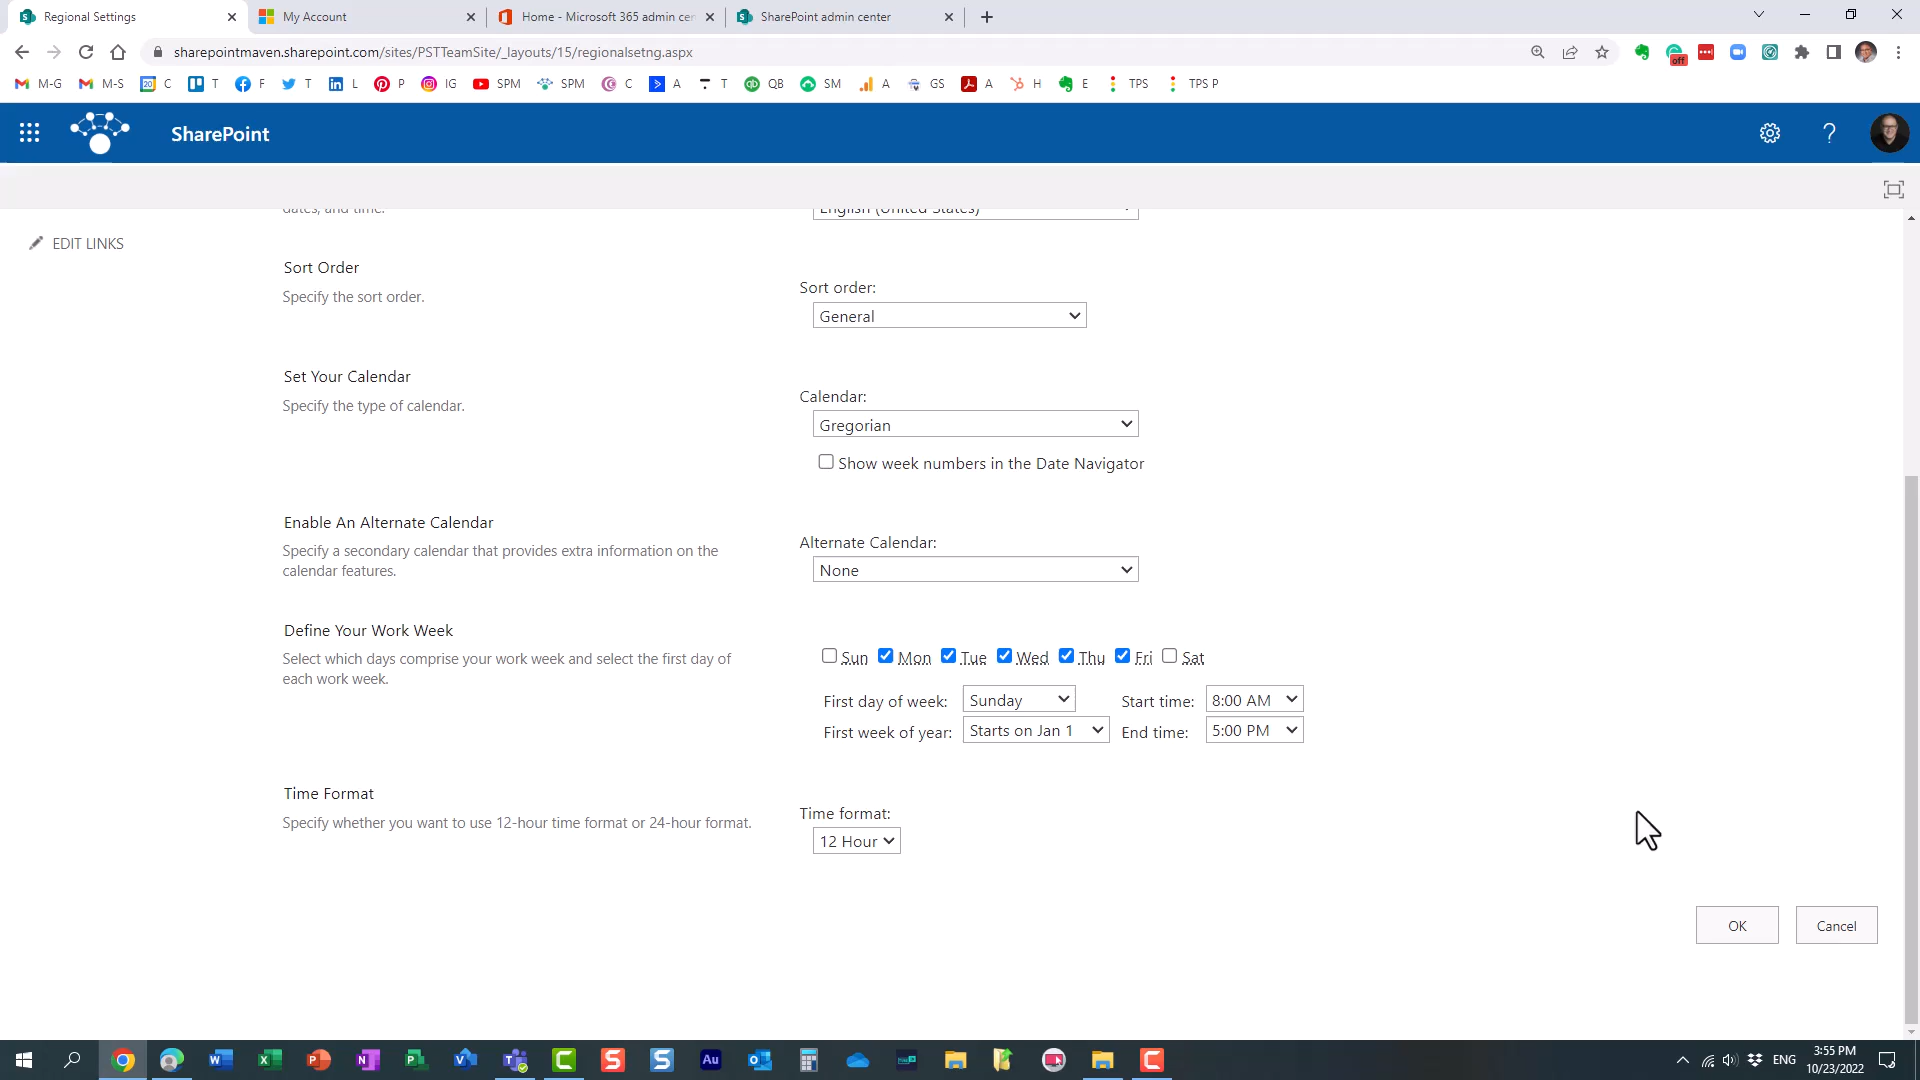 Regional Settings
My Account
Home - Microsoft 365 admin cen
SharePoint admin center
sharepointmaven.sharepoint.com/sites/PSTTeamSite/_layouts/15/regionalsetng.aspx
off
M-G M-S C T F T L P IG SPM SPM C A T QB SM A GS A H E TPS TPS P
SharePoint
dates, and time.
English (United States)
EDIT LINKS
Sort Order
Specify the sort order.
Sort order:
General
Set Your Calendar
Specify the type of calendar.
Calendar:
Gregorian
Show week numbers in the Date Navigator
Enable An Alternate Calendar
Specify a secondary calendar that provides extra information on the
calendar features.
Alternate Calendar:
None
Define Your Work Week
Select which days comprise your work week and select the first day of
each work week.
Sun Mon Tue Wed Thu Fri Sat
First day of week: Sunday Start time: 8:00 AM
First week of year: Starts on Jan 1 End time: 5:00 PM
Time Format
Specify whether you want to use 12-hour time format or 24-hour format.
Time format:
12 Hour
OK Cancel
ENG
3:55 PM
10/23/2022